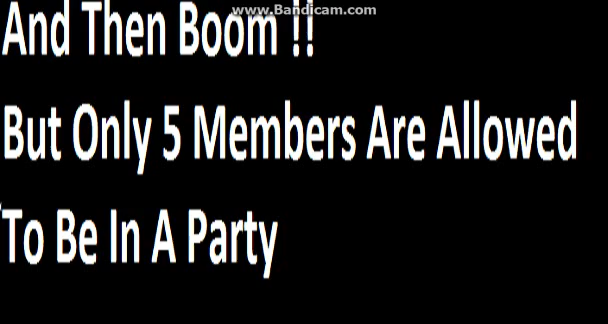 www.Bandicam.com
And Then Boom !!
But Only 5 Members Are Allowed
To Be In A Party